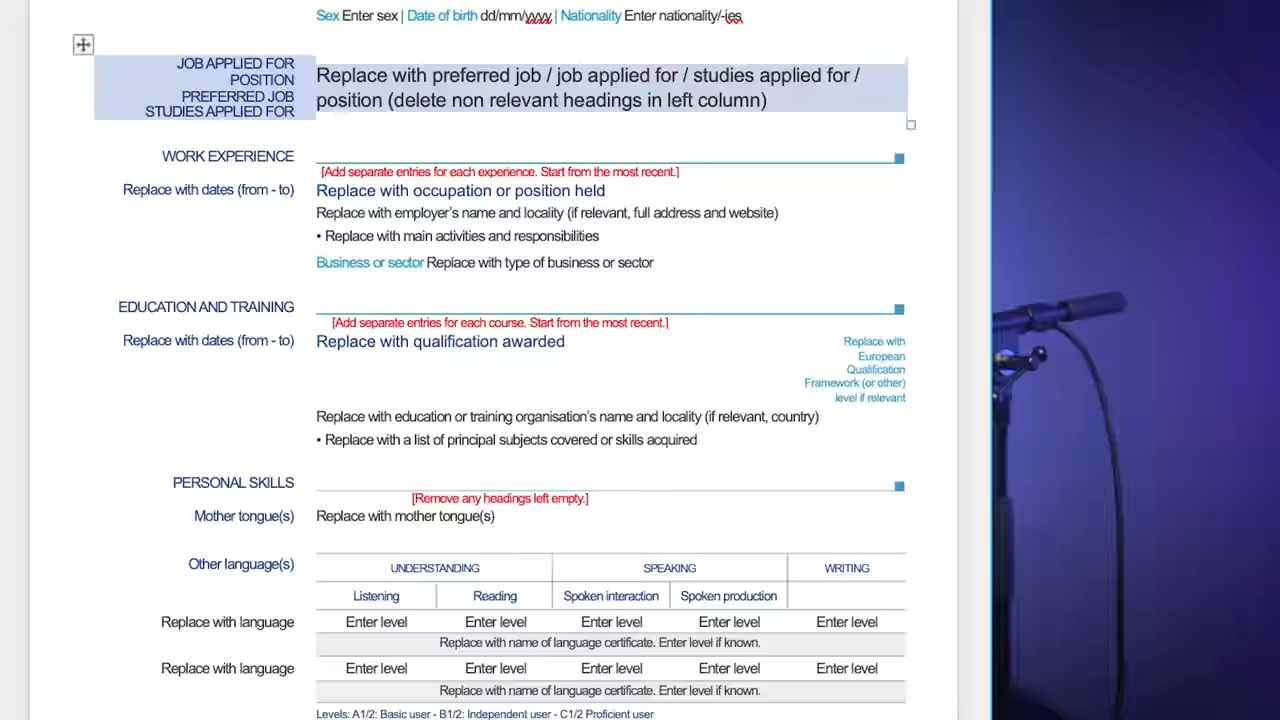 Sex Enter sex | Date of birth dd/mm/yyyy | Nationality Enter nationality/-ies
JOB APPLIED FOR
POSITION
PREFERRED JOB
STUDIES APPLIED FOR
Replace with preferred job / job applied for / studies applied for /
position (delete non relevant headings in left column)
WORK EXPERIENCE
[Add separate entries for each experience. Start from the most recent.]
Replace with dates (from - to) Replace with occupation or position held
Replace with employer's name and locality (if relevant, full address and website)
▪ Replace with main activities and responsibilities
Business or sector Replace with type of business or sector
EDUCATION AND TRAINING
[Add separate entries for each course. Start from the most recent.]
Replace with dates (from - to) Replace with qualification awarded
Replace with
European
Qualification
Framework (or other)
level if relevant
Replace with education or training organisation's name and locality (if relevant, country)
▪ Replace with a list of principal subjects covered or skills acquired
PERSONAL SKILLS
[Remove any headings left empty.]
Mother tongue(s) Replace with mother tongue(s)
Other language(s) UNDERSTANDING SPEAKING WRITING
Listening Reading Spoken interaction Spoken production
Replace with language Enter level Enter level Enter level Enter level Enter level
Replace with name of language certificate. Enter level if known.
Replace with language Enter level Enter level Enter level Enter level Enter level
Replace with name of language certificate. Enter level if known.
Levels: A1/2: Basic user - B1/2: Independent user - C1/2 Proficient user